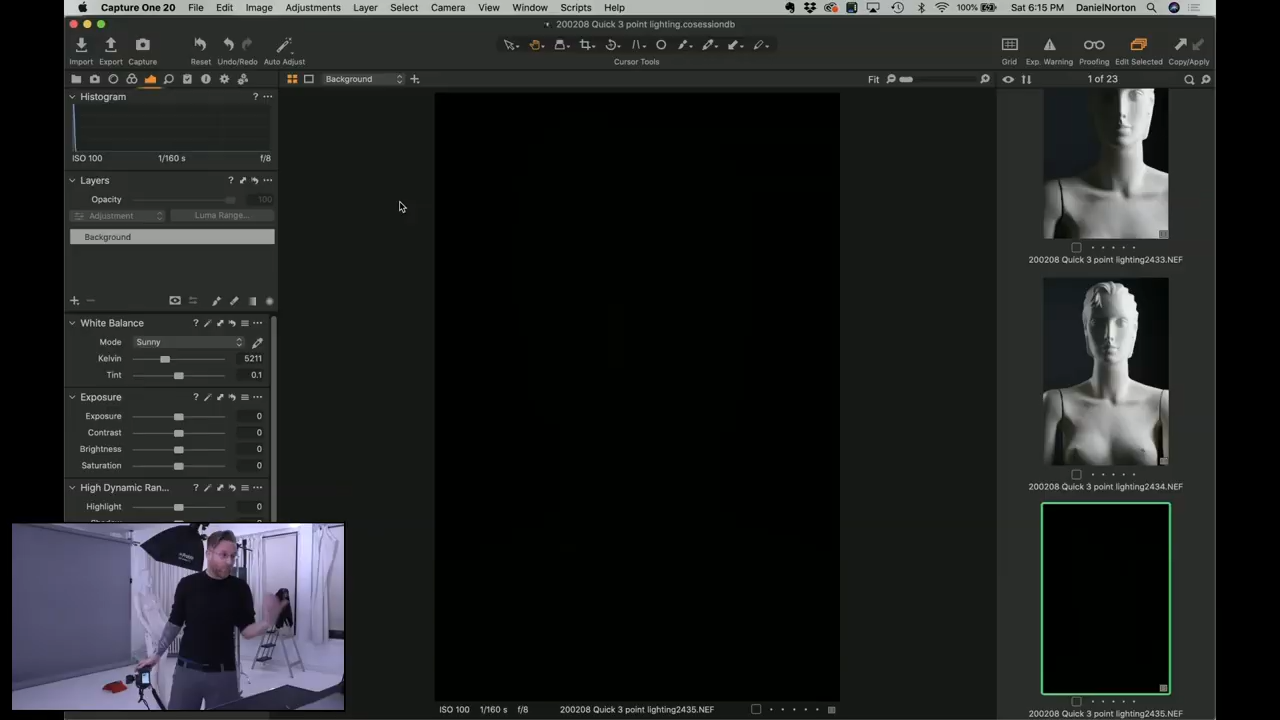 Capture One 20 File Edit Image Adjustments Layer Select Camera View Window Scripts Help 100% Sat 6:15 PM DanielNorton
200208 Quick 3 point lighting.cosessiondb
Import Export Capture Reset Undo/Redo Auto Adjust Cursor Tools Grid Exp. Warning Proofing Edit Selected Copy/Apply
Background Fit 1 of 23
Histogram
ISO 100 1/160 s f/8
Layers
Opacity 100
Adjustment Luma Range...
Background
White Balance
Mode Sunny
Kelvin 5211
Tint 0.1
Exposure
Exposure 0
Contrast 0
Brightness 0
Saturation 0
High Dynamic Ran...
Highlight 0
200208 Quick 3 point lighting2433.NEF
200208 Quick 3 point lighting2434.NEF
200208 Quick 3 point lighting2435.NEF
ISO 100 1/160 s f/8 200208 Quick 3 point lighting2435.NEF